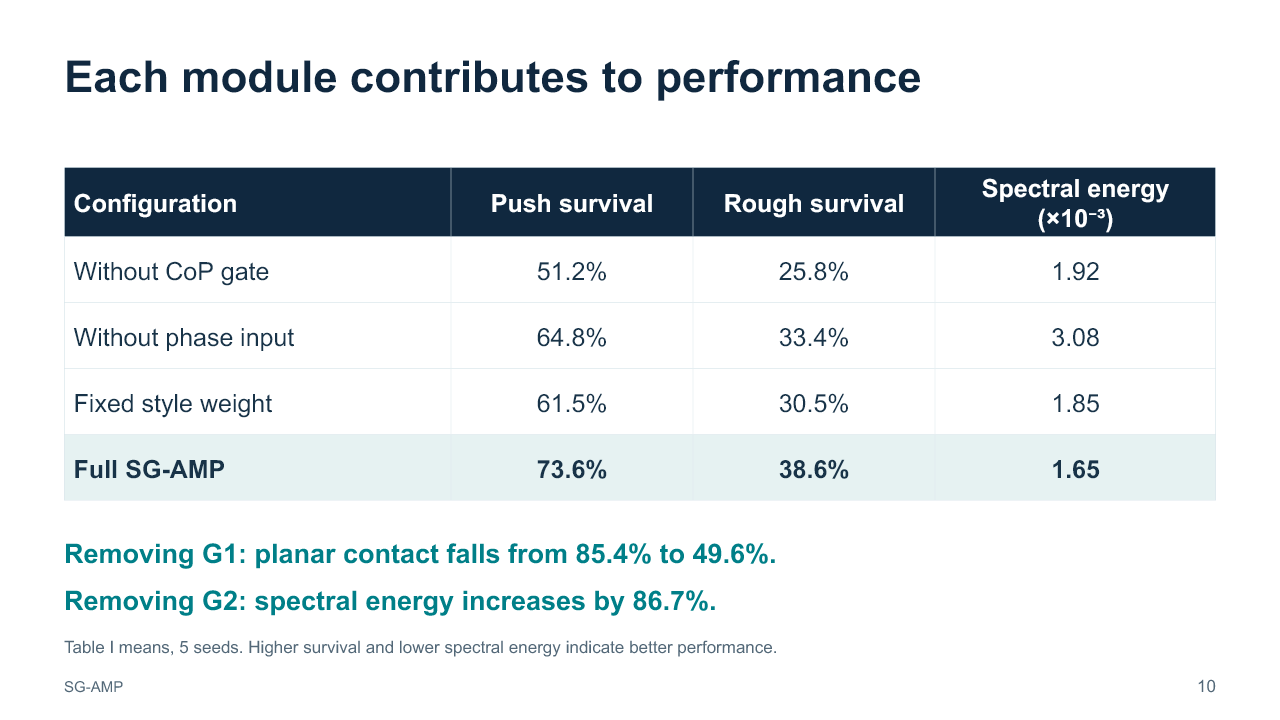 Each module contributes to performance
Configuration Push survival Rough survival Spectral energy (×10⁻³)
Without CoP gate 51.2% 25.8% 1.92
Without phase input 64.8% 33.4% 3.08
Fixed style weight 61.5% 30.5% 1.85
Full SG-AMP 73.6% 38.6% 1.65
Removing G1: planar contact falls from 85.4% to 49.6%.
Removing G2: spectral energy increases by 86.7%.
Table I means, 5 seeds. Higher survival and lower spectral energy indicate better performance.
SG-AMP 10